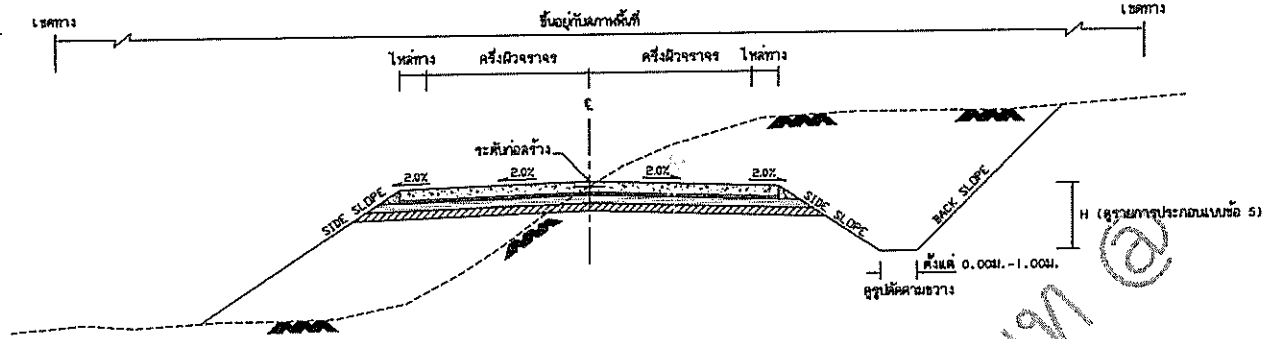 เขตทาง
ขึ้นอยู่กับสภาพพื้นที่
เขตทาง
ไหล่ทาง
ครึ่งผิวจราจร
ครึ่งผิวจราจร
ไหล่ทาง
℄
ระดับก่อสร้าง
2.0%
2.0%
2.0%
2.0%
SIDE SLOPE
SIDE SLOPE
BACK SLOPE
H (ดูรายการประกอบแบบข้อ 5)
ตั้งแต่ 0.00ม.-1.00ม.
ดูรูปตัดตามขวาง